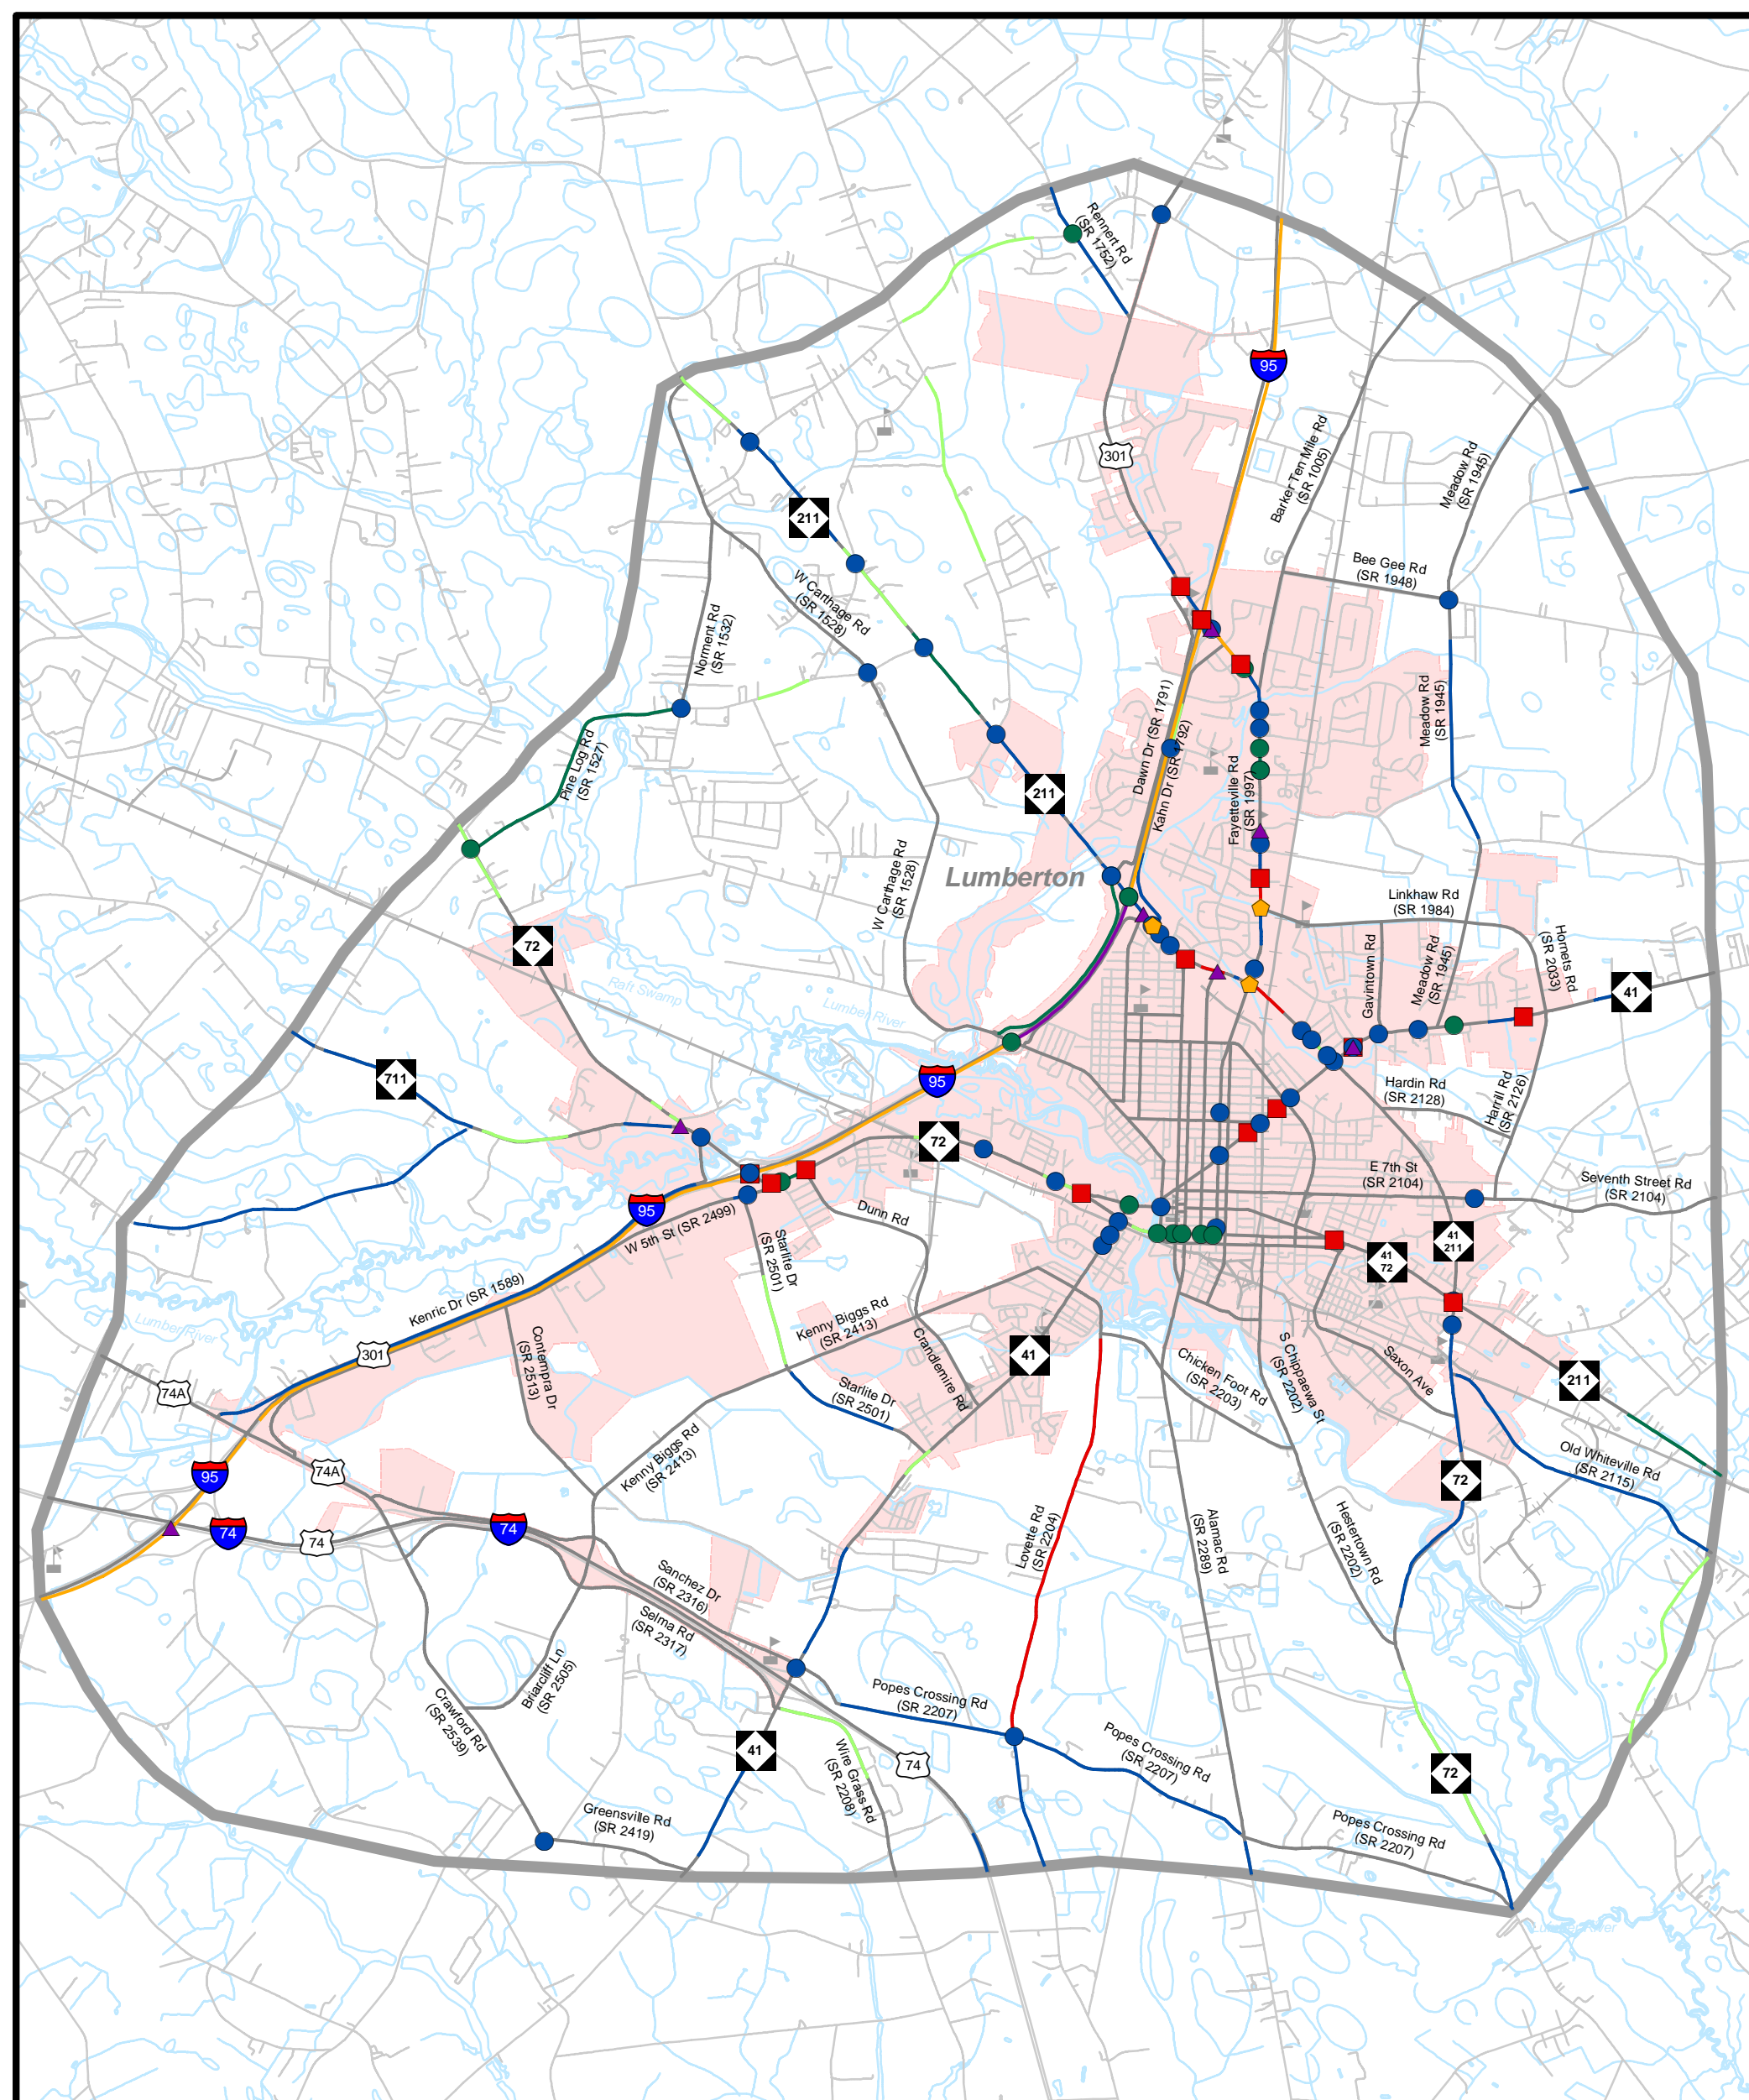 Rennert Rd
(SR 1752)
95
301
Barker Ten Mile Rd
(SR 1005)
Meadow Rd
(SR 1945)
211
Bee Gee Rd
(SR 1948)
W Carthage Rd
(SR 1528)
Norment Rd
(SR 1532)
Meadow Rd
(SR 1945)
Dawn Dr (SR 1791)
Kahn Dr (SR 1792)
Pine Log Rd
(SR 1527)
211
Fayetteville Rd
(SR 1997)
Lumberton
W Carthage Rd
(SR 1528)
Linkhaw Rd
(SR 1984)
72
Gavintown Rd
Meadow Rd
(SR 1945)
Hornets Rd
(SR 2033)
41
Raft Swamp
Lumber River
711
95
Hardin Rd
(SR 2128)
Harrill Rd
(SR 2126)
72
E 7th St
(SR 2104)
Seventh Street Rd
(SR 2104)
95
W 5th St (SR 2499)
Dunn Rd
Starlite Dr
(SR 2501)
41
211
41
72
Kenric Dr (SR 1589)
Lumber River
301
Contempra Dr
(SR 2513)
Kenny Biggs Rd
(SR 2413)
Crandlemire Rd
41
Chicken Foot Rd
(SR 2203)
S Chippaewa St
(SR 2202)
Saxon Ave
211
74A
Starlite Dr
(SR 2501)
Kenny Biggs Rd
(SR 2413)
Old Whiteville Rd
(SR 2115)
95
74A
72
74
74
74
Lovette Rd
(SR 2204)
Alamac Rd
(SR 2289)
Hestertown Rd
(SR 2202)
Sanchez Dr
(SR 2316)
Selma Rd
(SR 2317)
Briarcliff Ln
(SR 2505)
Crawford Rd
(SR 2539)
Popes Crossing Rd
(SR 2207)
41
Wire Grass Rd
(SR 2208)
74
Popes Crossing Rd
(SR 2207)
72
Greensville Rd
(SR 2419)
Popes Crossing Rd
(SR 2207)
Lumber River